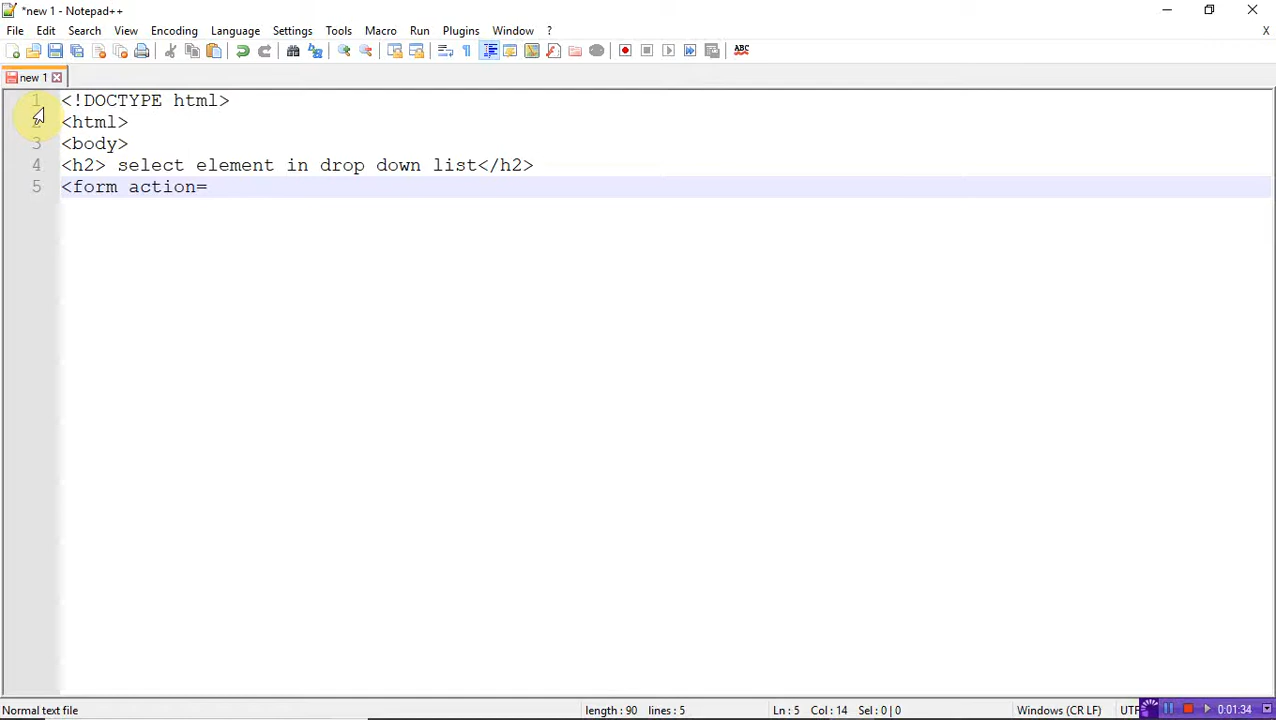 *new 1 - Notepad++
File Edit Search View Encoding Language Settings Tools Macro Run Plugins Window ? X
ABC
new 1
1 <!DOCTYPE html>
2 <html>
3 <body>
4 <h2> select element in drop down list</h2>
5 <form action=
Normal text file length : 90 lines : 5 Ln : 5 Col : 14 Sel : 0 | 0 Windows (CR LF) UTF 0:01:34